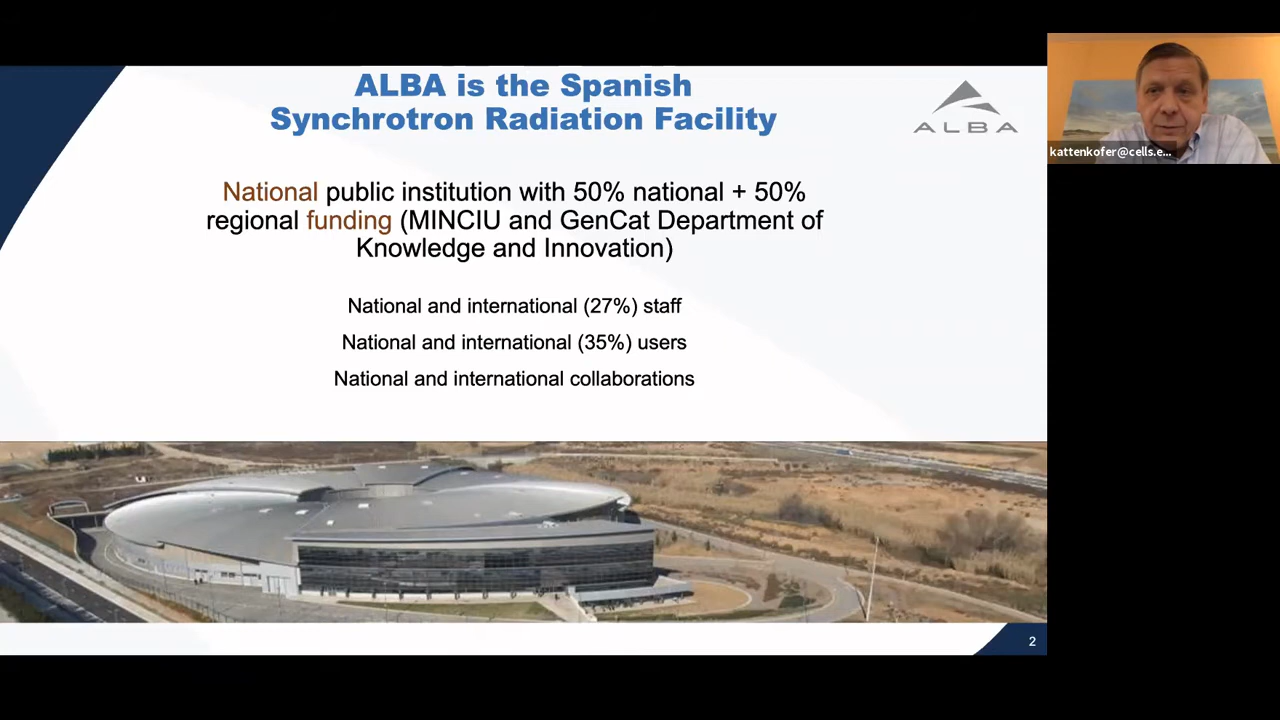 ALBA is the Spanish
Synchrotron Radiation Facility
ALBA
kattenkofer@cells.e...
National public institution with 50% national + 50%
regional funding (MINCIU and GenCat Department of
Knowledge and Innovation)
National and international (27%) staff
National and international (35%) users
National and international collaborations
2